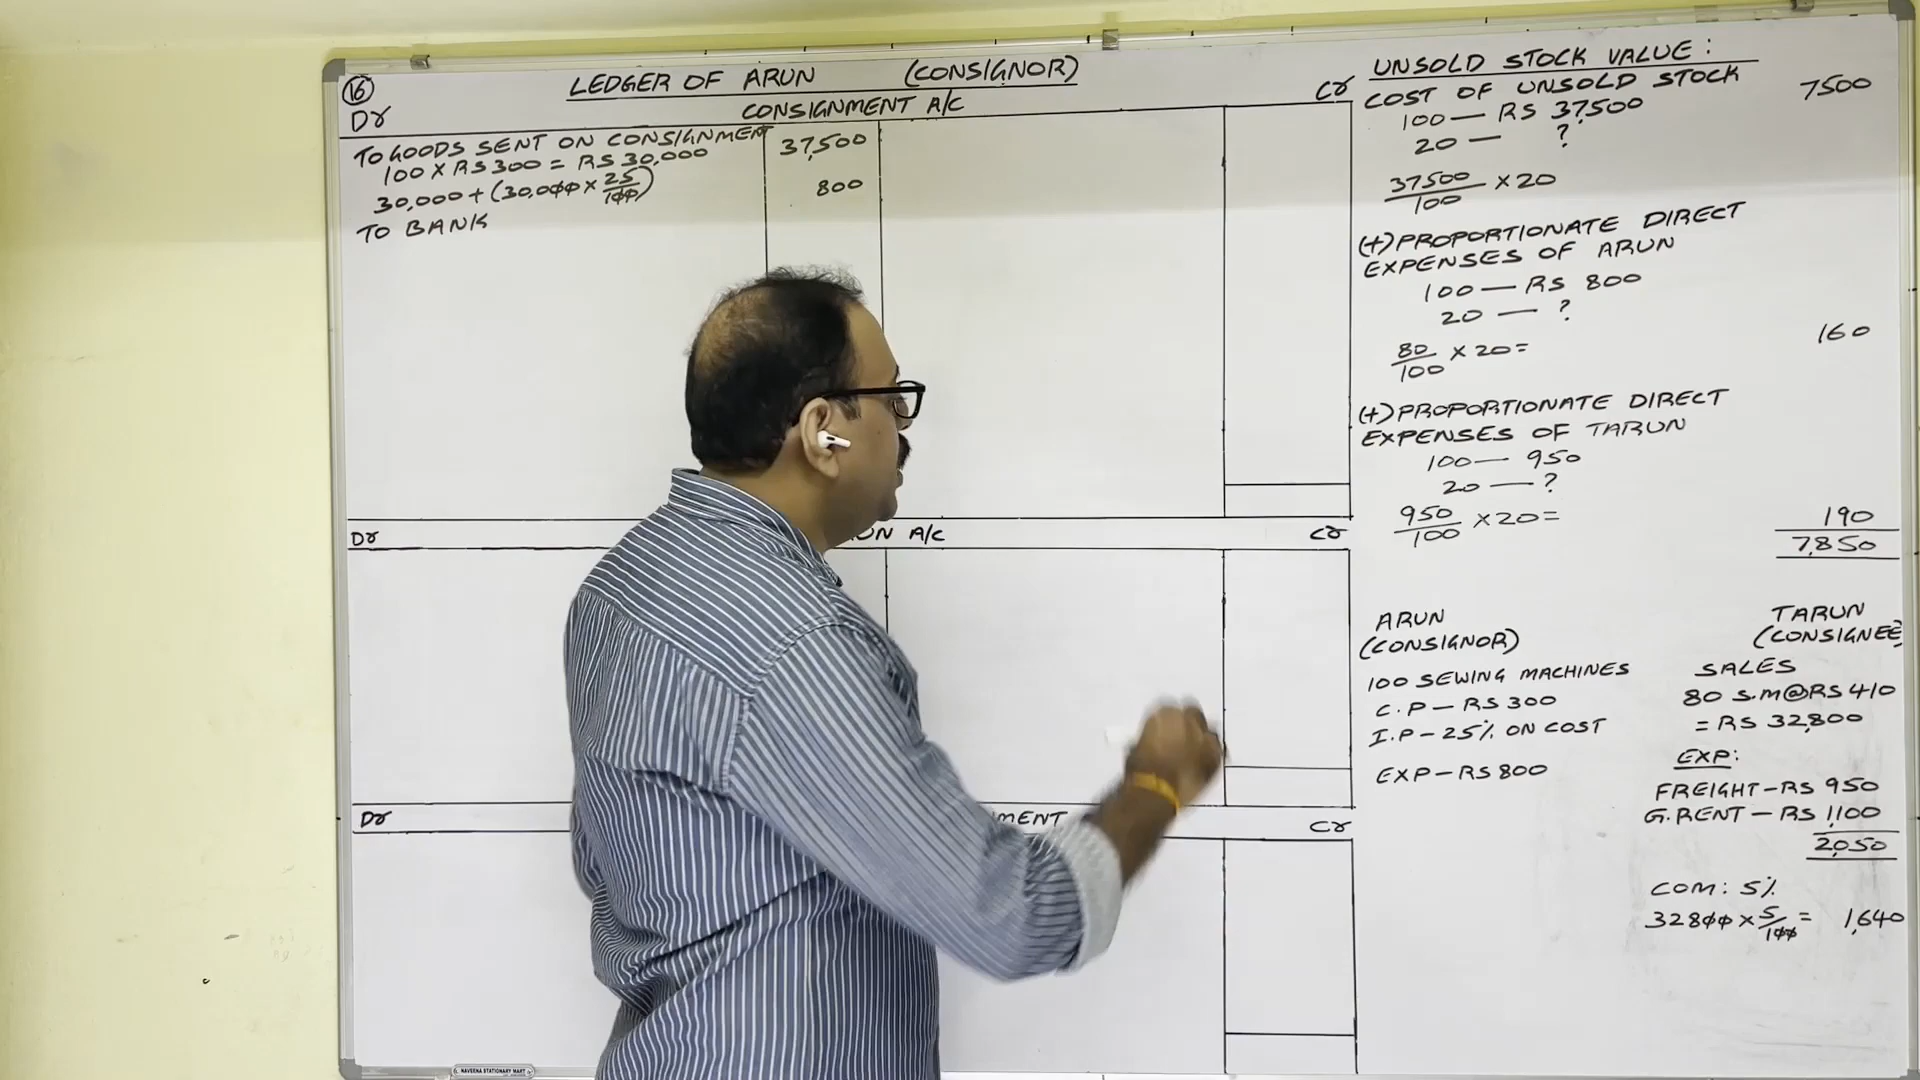 16
LEDGER OF ARUN (CONSIGNOR)
Dr CONSIGNMENT A/C Cr
TO GOODS SENT ON CONSIGNMENT 37,500
100 X RS 300 = RS 30,000
30,000 + (30,000 × 25/100) 800
TO BANK
Dr A/C Cr
Dr Cr
UNSOLD STOCK VALUE :
COST OF UNSOLD STOCK 7500
100 — RS 37,500
20 — ?
37500/100 × 20
(+) PROPORTIONATE DIRECT
EXPENSES OF ARUN
100 — RS 800
20 — ?
80/100 × 20 = 160
(+) PROPORTIONATE DIRECT
EXPENSES OF TARUN
100 — 950
20 — ?
950/100 × 20 = 190
7,850
ARUN
(CONSIGNOR)
100 SEWING MACHINES
C.P – RS 300
I.P – 25% ON COST
EXP – RS 800
TARUN
(CONSIGNEE)
SALES
80 S.M @ RS 410
= RS 32,800
EXP:
FREIGHT – RS 950
G.RENT – RS 1,100
2,050
COM: 5%
32800 × 5/100 = 1,640
NAVEENA STATIONARY MART